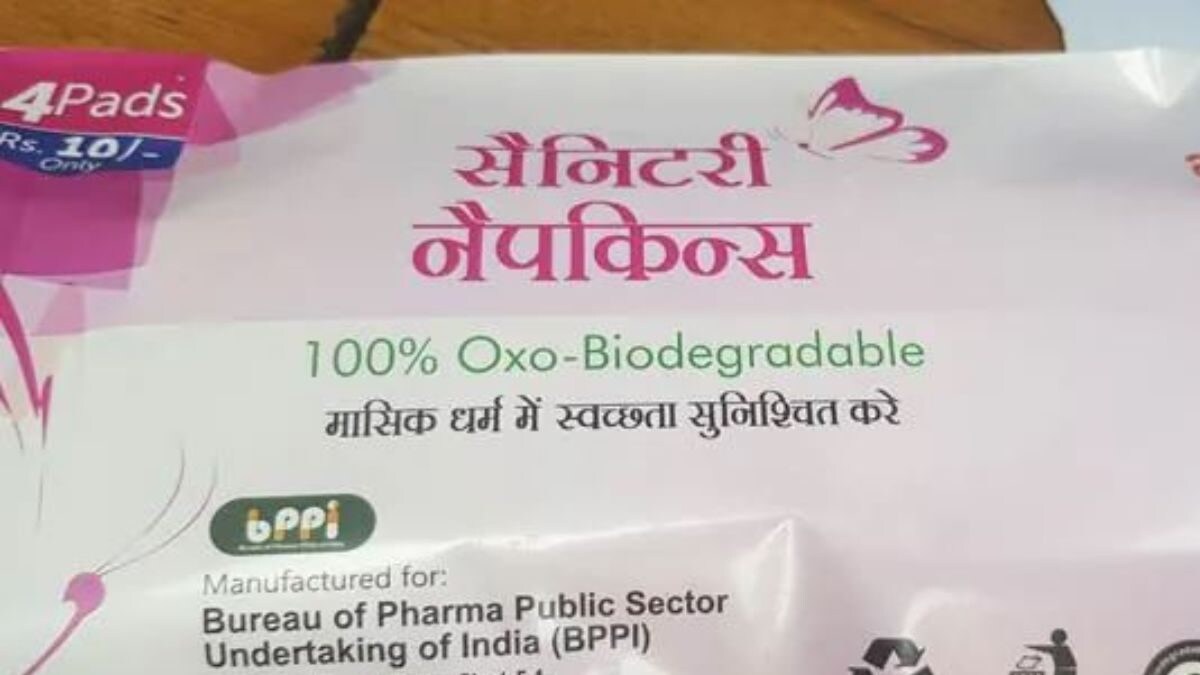 4Pads
Rs. 10/-
Only
सैनिटरी
नैपकिन्स
100% Oxo-Biodegradable
मासिक धर्म में स्वच्छता सुनिश्चित करे
bppi
Manufactured for:
Bureau of Pharma Public Sector
Undertaking of India (BPPI)